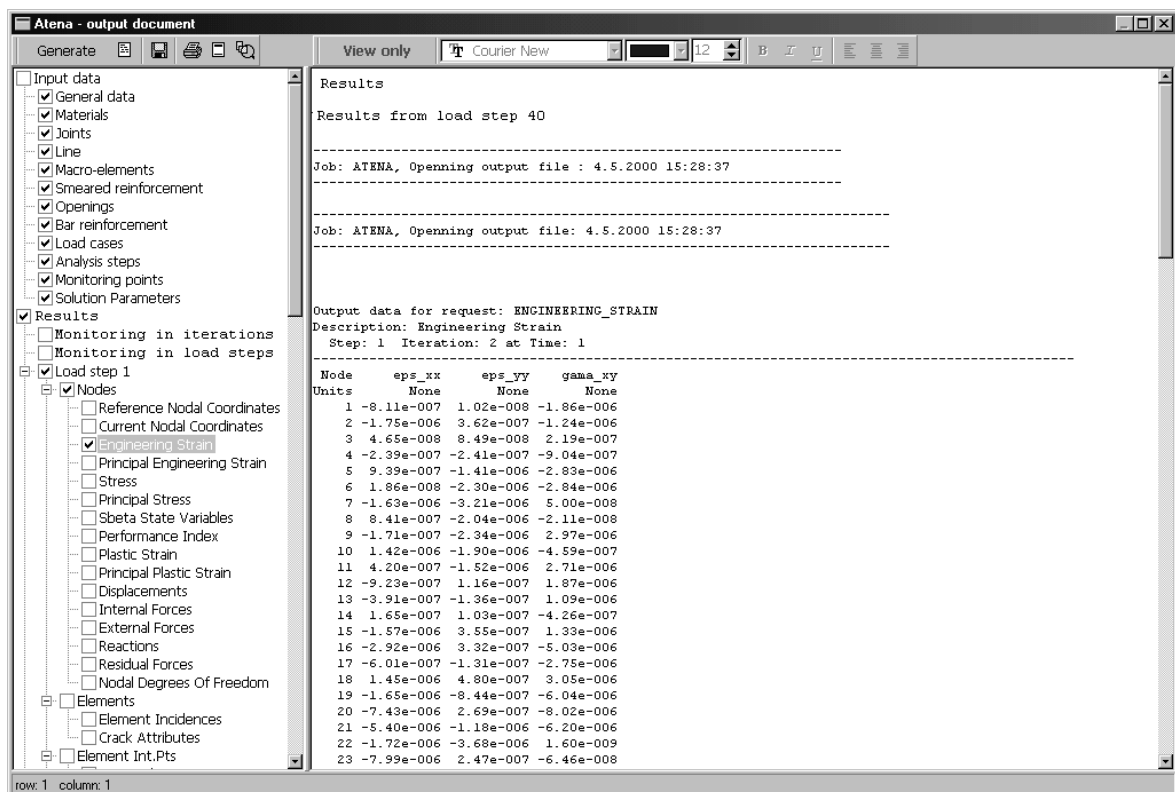 Atena - output document
Generate
View only
Courier New
12
B I U
Input data
General data
Materials
Joints
Line
Macro-elements
Smeared reinforcement
Openings
Bar reinforcement
Load cases
Analysis steps
Monitoring points
Solution Parameters
Results
Monitoring in iterations
Monitoring in load steps
Load step 1
Nodes
Reference Nodal Coordinates
Current Nodal Coordinates
Engineering Strain
Principal Engineering Strain
Stress
Principal Stress
Sbeta State Variables
Performance Index
Plastic Strain
Principal Plastic Strain
Displacements
Internal Forces
External Forces
Reactions
Residual Forces
Nodal Degrees Of Freedom
Elements
Element Incidences
Crack Attributes
Element Int.Pts
Results
Results from load step 40
Job: ATENA, Openning output file : 4.5.2000 15:28:37
Job: ATENA, Openning output file: 4.5.2000 15:28:37
Output data for request: ENGINEERING_STRAIN
Description: Engineering Strain
Step: 1 Iteration: 2 at Time: 1
Node eps_xx eps_yy gama_xy
Units None None None
1 -8.11e-007 1.02e-008 -1.86e-006
2 -1.75e-006 3.62e-007 -1.24e-006
3 4.65e-008 8.49e-008 2.19e-007
4 -2.39e-007 -2.41e-007 -9.04e-007
5 9.39e-007 -1.41e-006 -2.83e-006
6 1.86e-008 -2.30e-006 -2.84e-006
7 -1.63e-006 -3.21e-006 5.00e-008
8 8.41e-007 -2.04e-006 -2.11e-008
9 -1.71e-007 -2.34e-006 2.97e-006
10 1.42e-006 -1.90e-006 -4.59e-007
11 4.20e-007 -1.52e-006 2.71e-006
12 -9.23e-007 1.16e-007 1.87e-006
13 -3.91e-007 -1.36e-007 1.09e-006
14 1.65e-007 1.03e-007 -4.26e-007
15 -1.57e-006 3.55e-007 1.33e-006
16 -2.92e-006 3.32e-007 -5.03e-006
17 -6.01e-007 -1.31e-007 -2.75e-006
18 1.45e-006 4.80e-007 3.05e-006
19 -1.65e-006 -8.44e-007 -6.04e-006
20 -7.43e-006 2.69e-007 -8.02e-006
21 -5.40e-006 -1.18e-006 -6.20e-006
22 -1.72e-006 -3.68e-006 1.60e-009
23 -7.99e-006 2.47e-007 -6.46e-008
row: 1 column: 1